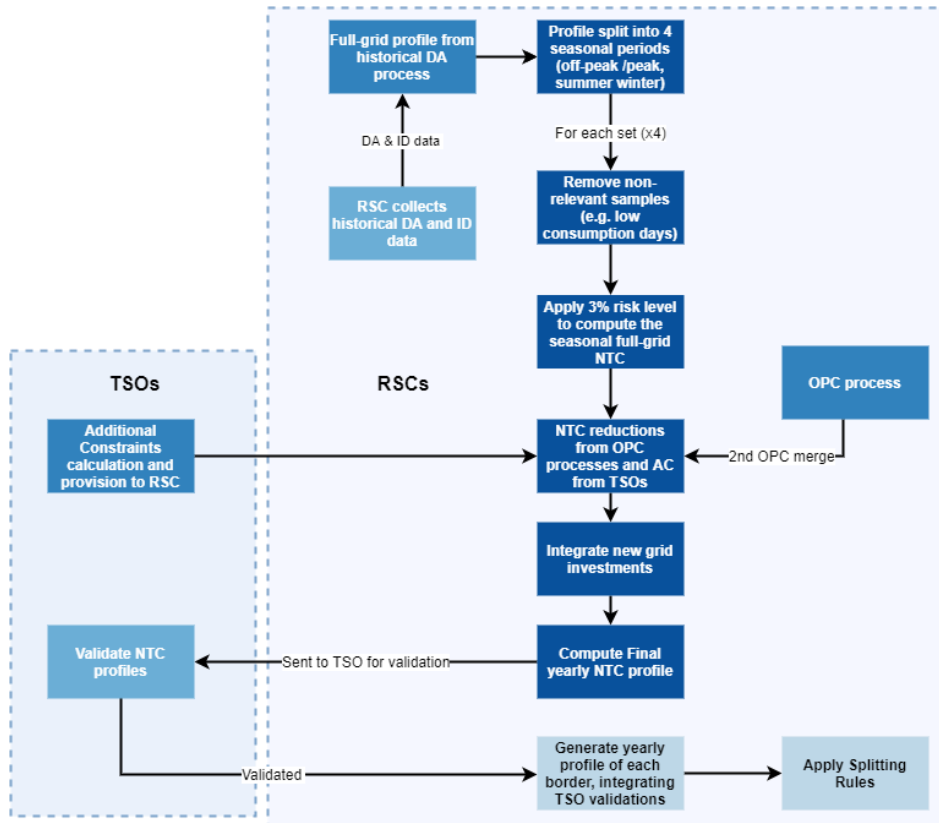 Full-grid profile from
historical DA
process
Profile split into 4
seasonal periods
(off-peak /peak,
summer winter)
DA & ID data
For each set (x4)
RSC collects
historical DA and ID
data
Remove non-
relevant samples
(e.g. low
consumption days)
Apply 3% risk level
to compute the
seasonal full-grid
NTC
TSOs
RSCs
OPC process
Additional
Constraints
calculation and
provision to RSC
NTC reductions
from OPC
processes and AC
from TSOs
2nd OPC merge
Integrate new grid
investments
Validate NTC
profiles
Sent to TSO for validation
Compute Final
yearly NTC profile
Validated
Generate yearly
profile of each
border, integrating
TSO validations
Apply Splitting
Rules